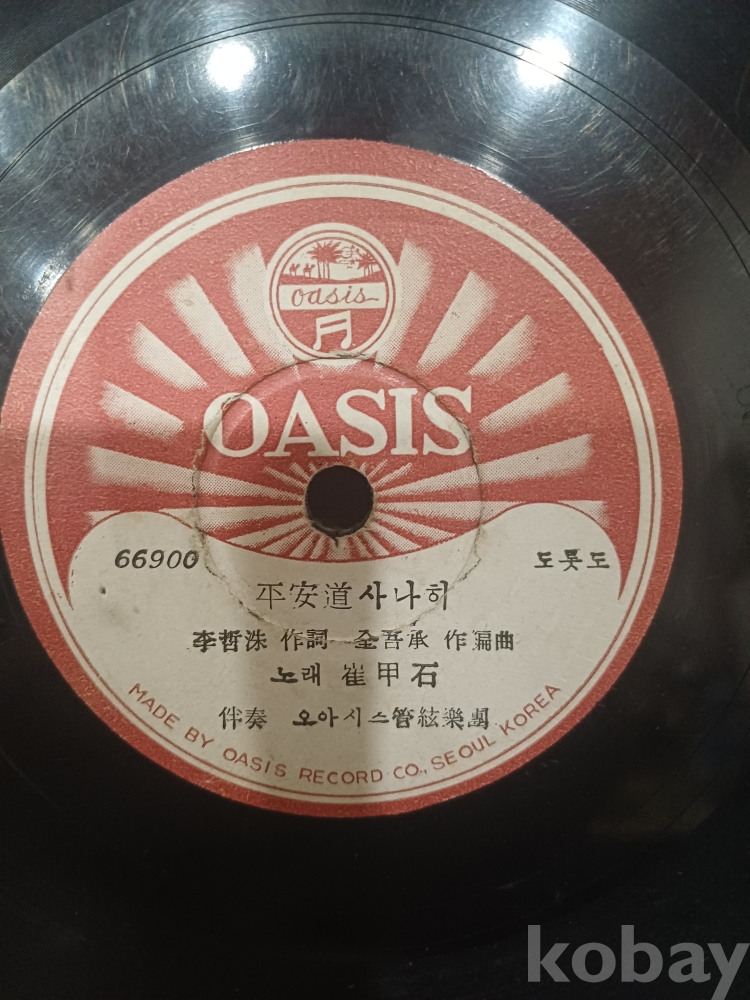 oasis
OASIS
66900
도롯도
平安道사나히
李哲洙 作詞 全吾承 作編曲
노래 崔甲石
伴奏 오아시스管絃樂團
MADE BY OASIS RECORD CO., SEOUL KOREA
kobay